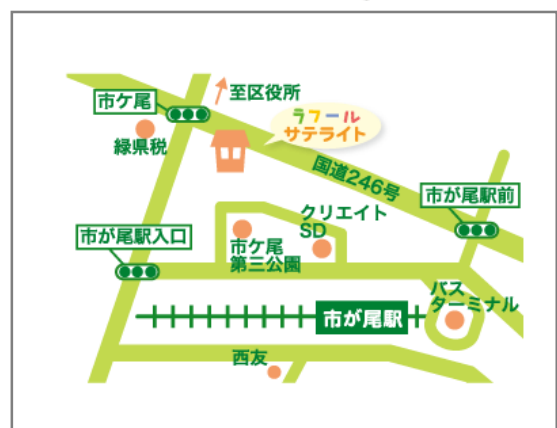 至区役所
市ケ尾
ラフール
サテライト
緑県税
国道246号
市が尾駅前
クリエイト
SD
市が尾駅入口
市ケ尾
第三公園
バス
ターミナル
市が尾駅
西友